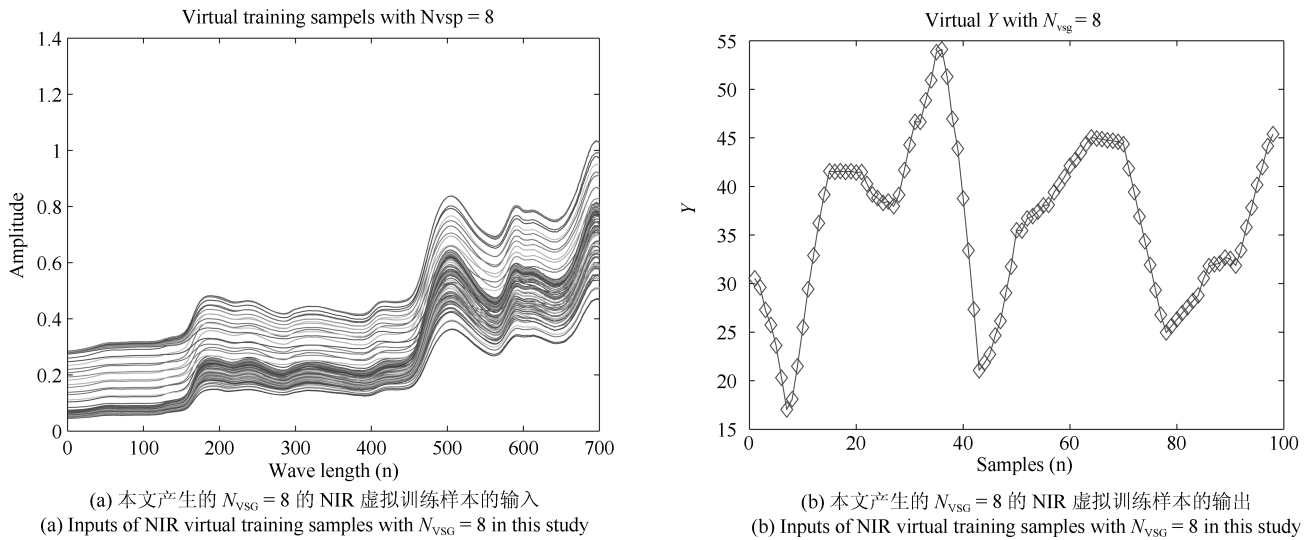 Virtual training sampels with Nvsp = 8
1.4
1.2
1
0.8
0.6
0.4
0.2
0
Amplitude
0 100 200 300 400 500 600 700
Wave length (n)
(a) 本文产生的 NVSG = 8 的 NIR 虚拟训练样本的输入
(a) Inputs of NIR virtual training samples with NVSG = 8 in this study
Virtual Y with Nvsg = 8
55
50
45
40
35
30
25
20
15
Y
0 20 40 60 80 100
Samples (n)
(b) 本文产生的 NVSG = 8 的 NIR 虚拟训练样本的输出
(b) Inputs of NIR virtual training samples with NVSG = 8 in this study